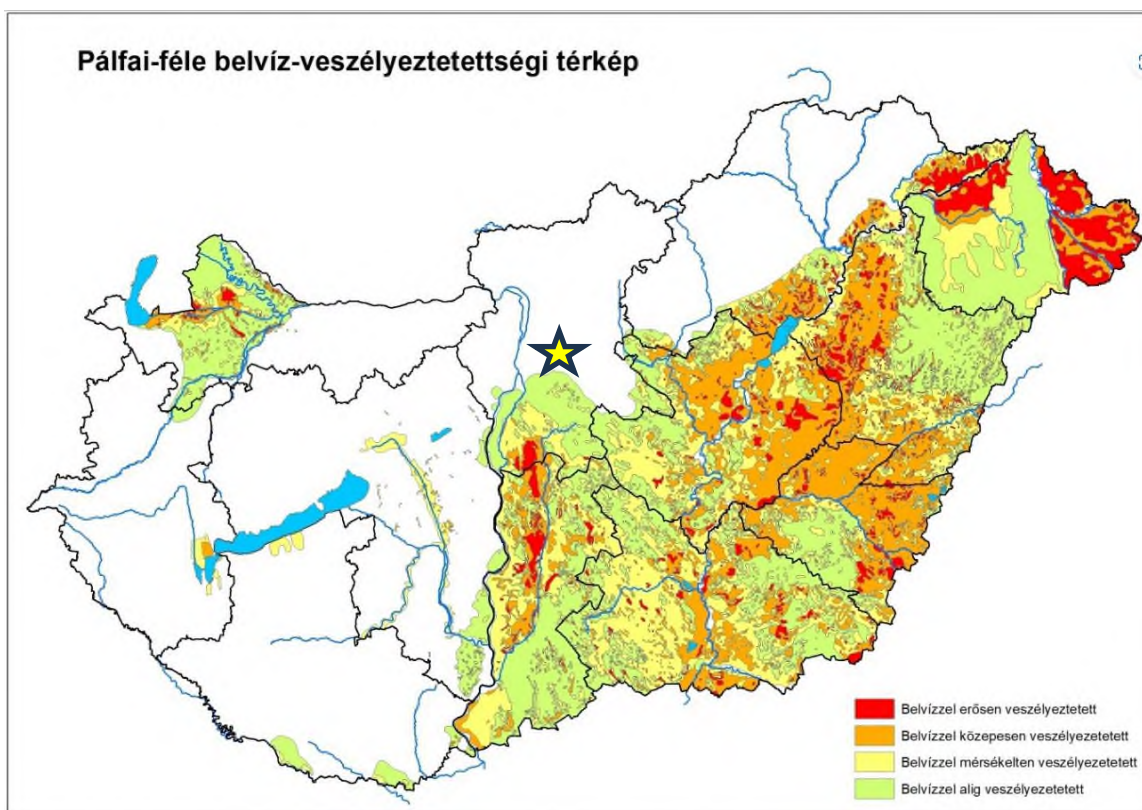 Pálfai-féle belvíz-veszélyeztetettségi térkép
Belvízzel erősen veszélyeztetett
Belvízzel közepesen veszélyezetetett
Belvízzel mérsékelten veszélyezetetett
Belvízzel alig veszélyezetetett